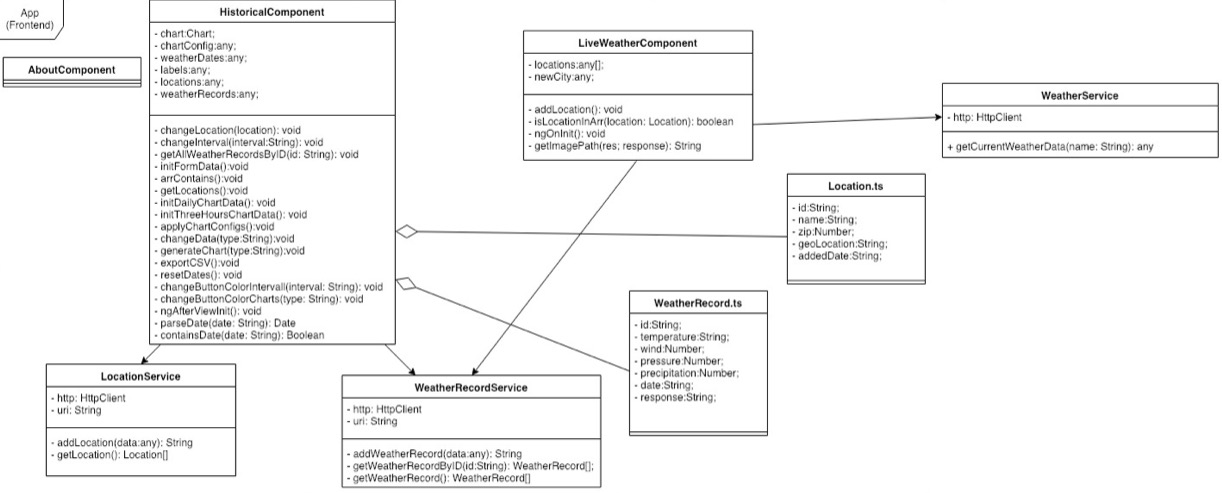 App
(Frontend)
AboutComponent
HistoricalComponent
- chart:Chart;
- chartConfig:any;
- weatherDates:any;
- labels:any;
- locations:any;
- weatherRecords:any;
- changeLocation(location): void
- changeInterval(interval:String): void
- getAllWeatherRecordsByID(id: String): void
- initFormData():void
- arrContains():void
- getLocations():void
- initDailyChartData(): void
- initThreeHoursChartData(): void
- applyChartConfigs():void
- changeData(type:String):void
- generateChart(type:String):void
- exportCSV():void
- resetDates(): void
- changeButtonColorIntervall(interval: String): void
- changeButtonColorCharts(type: String): void
- ngAfterViewInit(): void
- parseDate(date: String): Date
- containsDate(date: String): Boolean
LiveWeatherComponent
- locations:any[];
- newCity:any;
- addLocation(): void
- isLocationInArr(location: Location): boolean
- ngOnInit(): void
- getImagePath(res; response): String
WeatherService
- http: HttpClient
+ getCurrentWeatherData(name: String): any
Location.ts
- id:String;
- name:String;
- zip:Number;
- geoLocation:String;
- addedDate:String;
WeatherRecord.ts
- id:String;
- temperature:String;
- wind:Number;
- pressure:Number;
- precipitation:Number;
- date:String;
- response:String;
LocationService
- http: HttpClient
- uri: String
- addLocation(data:any): String
- getLocation(): Location[]
WeatherRecordService
- http: HttpClient
- uri: String
- addWeatherRecord(data:any): String
- getWeatherRecordByID(id:String): WeatherRecord[];
- getWeatherRecord(): WeatherRecord[]